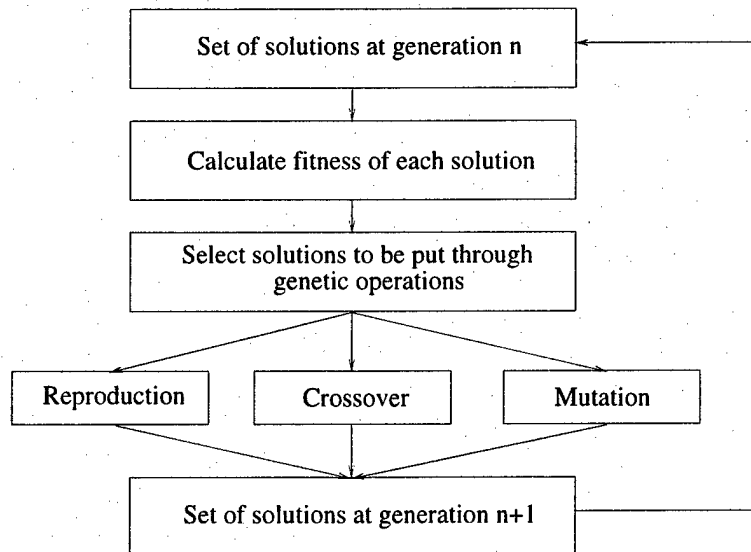 Set of solutions at generation n
Calculate fitness of each solution
Select solutions to be put through
genetic operations
Reproduction
Crossover
Mutation
Set of solutions at generation n+1